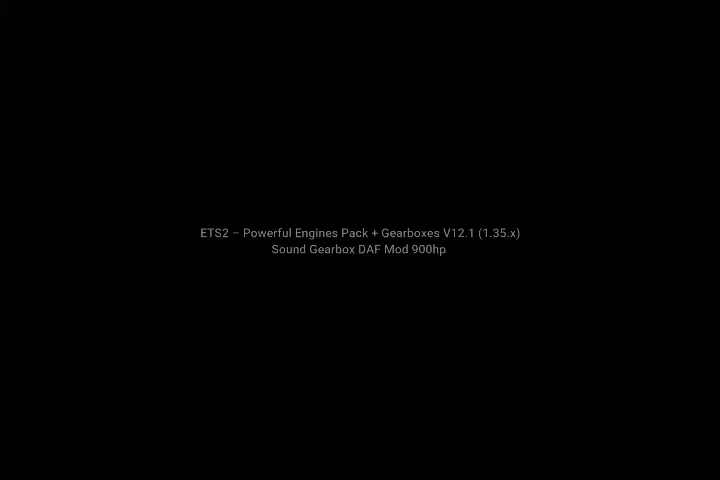 ETS2 – Powerful Engines Pack + Gearboxes V12.1 (1.35.x)
Sound Gearbox DAF Mod 900hp